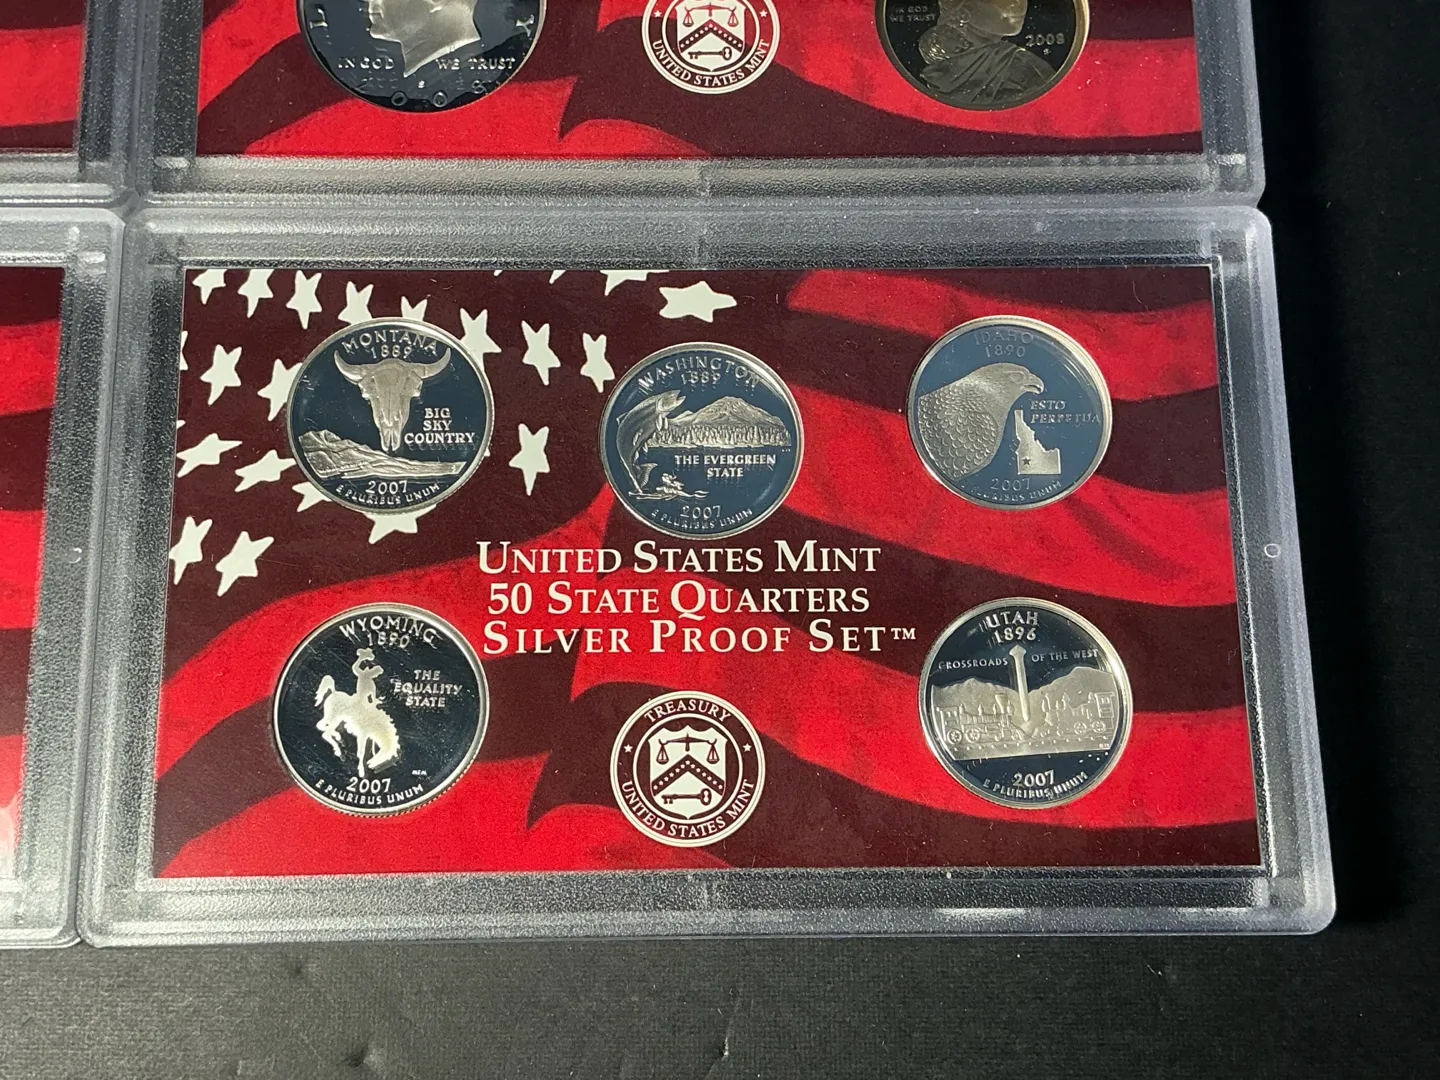 L
Y
IN GOD WE TRUST
S
2008
UNITED STATES MINT
IN GOD
WE TRUST
2008
S
MONTANA
1889
BIG
SKY
COUNTRY
2007
E PLURIBUS UNUM
WASHINGTON
1889
THE EVERGREEN
STATE
2007
E PLURIBUS UNUM
IDAHO
1890
ESTO
PERPETUA
2007
E PLURIBUS UNUM
UNITED STATES MINT
50 STATE QUARTERS
SILVER PROOF SET™
WYOMING
1890
THE
EQUALITY
STATE
2007
E PLURIBUS UNUM
TREASURY
UNITED STATES MINT
UTAH
1896
CROSSROADS OF THE WEST
2007
E PLURIBUS UNUM